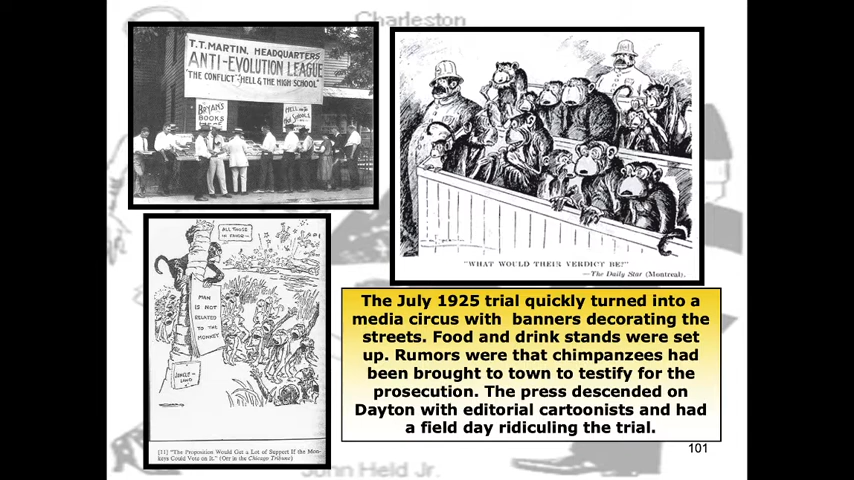 Charleston
T.T. MARTIN, HEADQUARTERS
ANTI-EVOLUTION LEAGUE
"THE CONFLICT"-"HELL & THE HIGH SCHOOL"
BRYAN'S
BOOKS
"WHAT WOULD THEIR VERDICT BE?"
—The Daily Star (Montreal).
ALL THOSE
IN FAVOR—
MAN
IS NOT
RELATED
TO THE
MONKEY
JUNGLE-
LAND
[11] "The Proposition Would Get a Lot of Support If the Mon-
keys Could Vote on It." (Orr in the Chicago Tribune)
The July 1925 trial quickly turned into a
media circus with banners decorating the
streets. Food and drink stands were set
up. Rumors were that chimpanzees had
been brought to town to testify for the
prosecution. The press descended on
Dayton with editorial cartoonists and had
a field day ridiculing the trial.
101
John Held Jr.